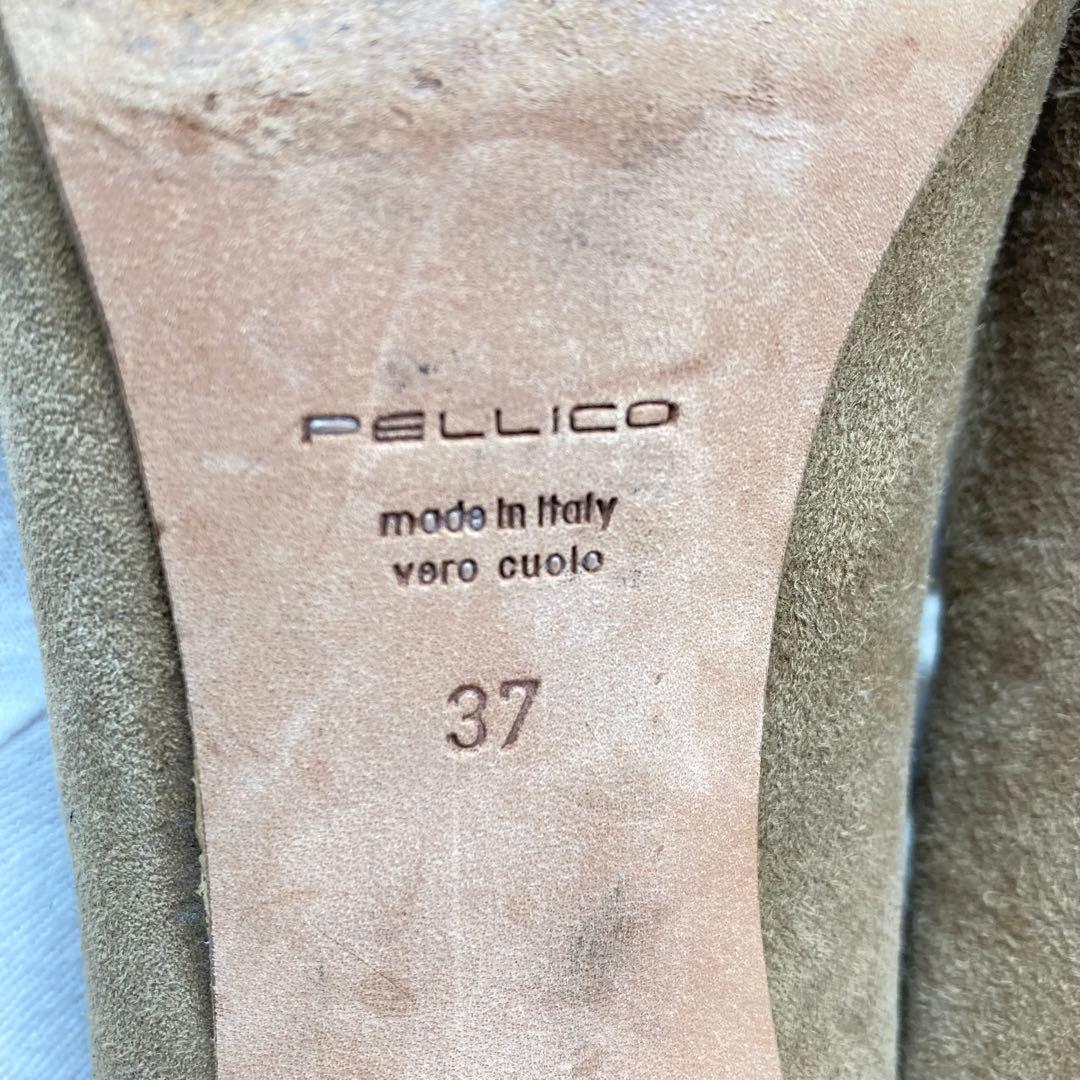 PELLICO
made in Italy
vero cuoio
37